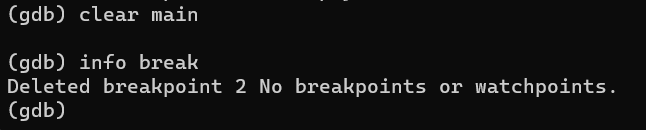 (gdb) clear main
(gdb) info break
Deleted breakpoint 2 No breakpoints or watchpoints.
(gdb)